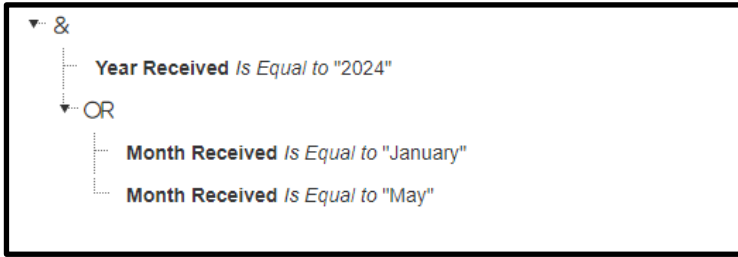 &
Year Received Is Equal to "2024"
OR
Month Received Is Equal to "January"
Month Received Is Equal to "May"